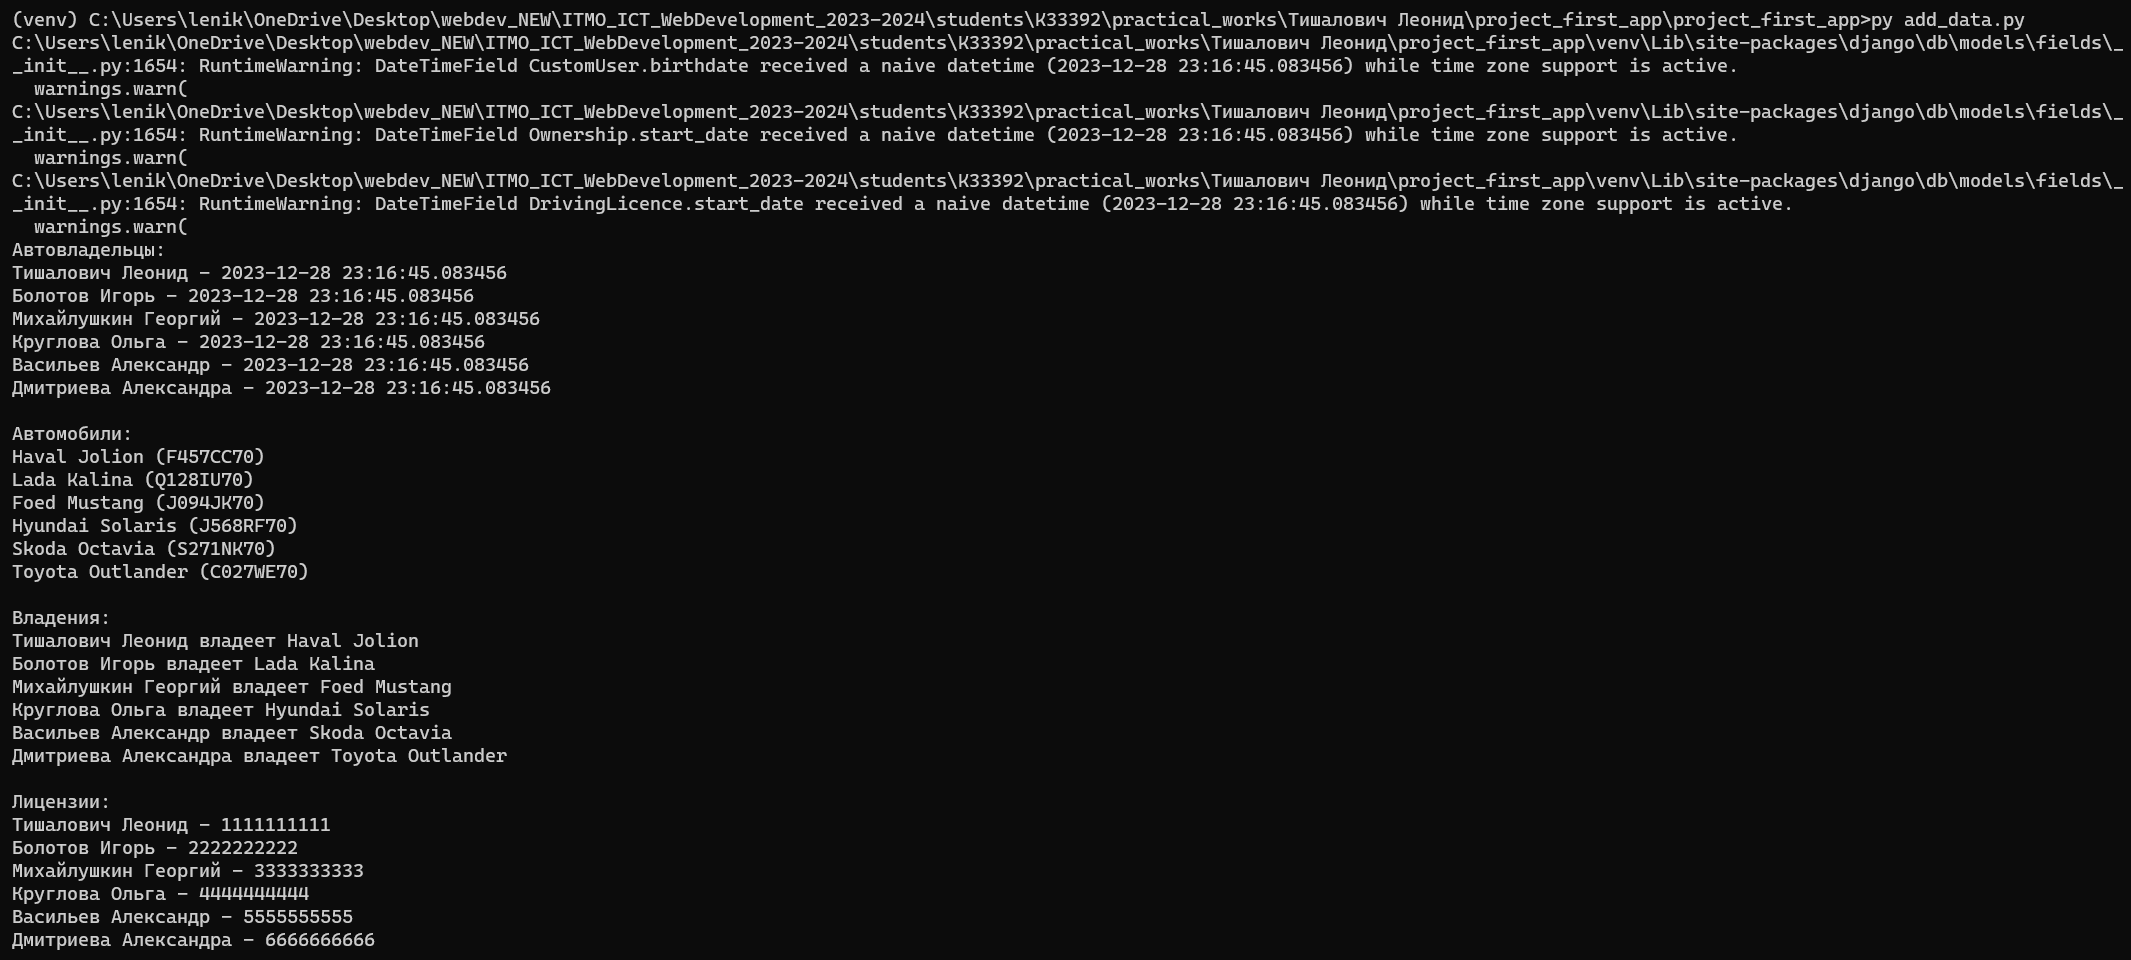 (venv) C:\Users\lenik\OneDrive\Desktop\webdev_NEW\ITMO_ICT_WebDevelopment_2023-2024\students\K33392\practical_works\Тишалович Леонид\project_first_app\project_first_app>py add_data.py
C:\Users\lenik\OneDrive\Desktop\webdev_NEW\ITMO_ICT_WebDevelopment_2023-2024\students\K33392\practical_works\Тишалович Леонид\project_first_app\venv\Lib\site-packages\django\db\models\fields\_
_init__.py:1654: RuntimeWarning: DateTimeField CustomUser.birthdate received a naive datetime (2023-12-28 23:16:45.083456) while time zone support is active.
  warnings.warn(
C:\Users\lenik\OneDrive\Desktop\webdev_NEW\ITMO_ICT_WebDevelopment_2023-2024\students\K33392\practical_works\Тишалович Леонид\project_first_app\venv\Lib\site-packages\django\db\models\fields\_
_init__.py:1654: RuntimeWarning: DateTimeField Ownership.start_date received a naive datetime (2023-12-28 23:16:45.083456) while time zone support is active.
  warnings.warn(
C:\Users\lenik\OneDrive\Desktop\webdev_NEW\ITMO_ICT_WebDevelopment_2023-2024\students\K33392\practical_works\Тишалович Леонид\project_first_app\venv\Lib\site-packages\django\db\models\fields\_
_init__.py:1654: RuntimeWarning: DateTimeField DrivingLicence.start_date received a naive datetime (2023-12-28 23:16:45.083456) while time zone support is active.
  warnings.warn(
Автовладельцы:
Тишалович Леонид - 2023-12-28 23:16:45.083456
Болотов Игорь - 2023-12-28 23:16:45.083456
Михайлушкин Георгий - 2023-12-28 23:16:45.083456
Круглова Ольга - 2023-12-28 23:16:45.083456
Васильев Александр - 2023-12-28 23:16:45.083456
Дмитриева Александра - 2023-12-28 23:16:45.083456

Автомобили:
Haval Jolion (F457CC70)
Lada Kalina (Q128IU70)
Foed Mustang (J094JK70)
Hyundai Solaris (J568RF70)
Skoda Octavia (S271NK70)
Toyota Outlander (C027WE70)

Владения:
Тишалович Леонид владеет Haval Jolion
Болотов Игорь владеет Lada Kalina
Михайлушкин Георгий владеет Foed Mustang
Круглова Ольга владеет Hyundai Solaris
Васильев Александр владеет Skoda Octavia
Дмитриева Александра владеет Toyota Outlander

Лицензии:
Тишалович Леонид - 1111111111
Болотов Игорь - 2222222222
Михайлушкин Георгий - 3333333333
Круглова Ольга - 4444444444
Васильев Александр - 5555555555
Дмитриева Александра - 6666666666